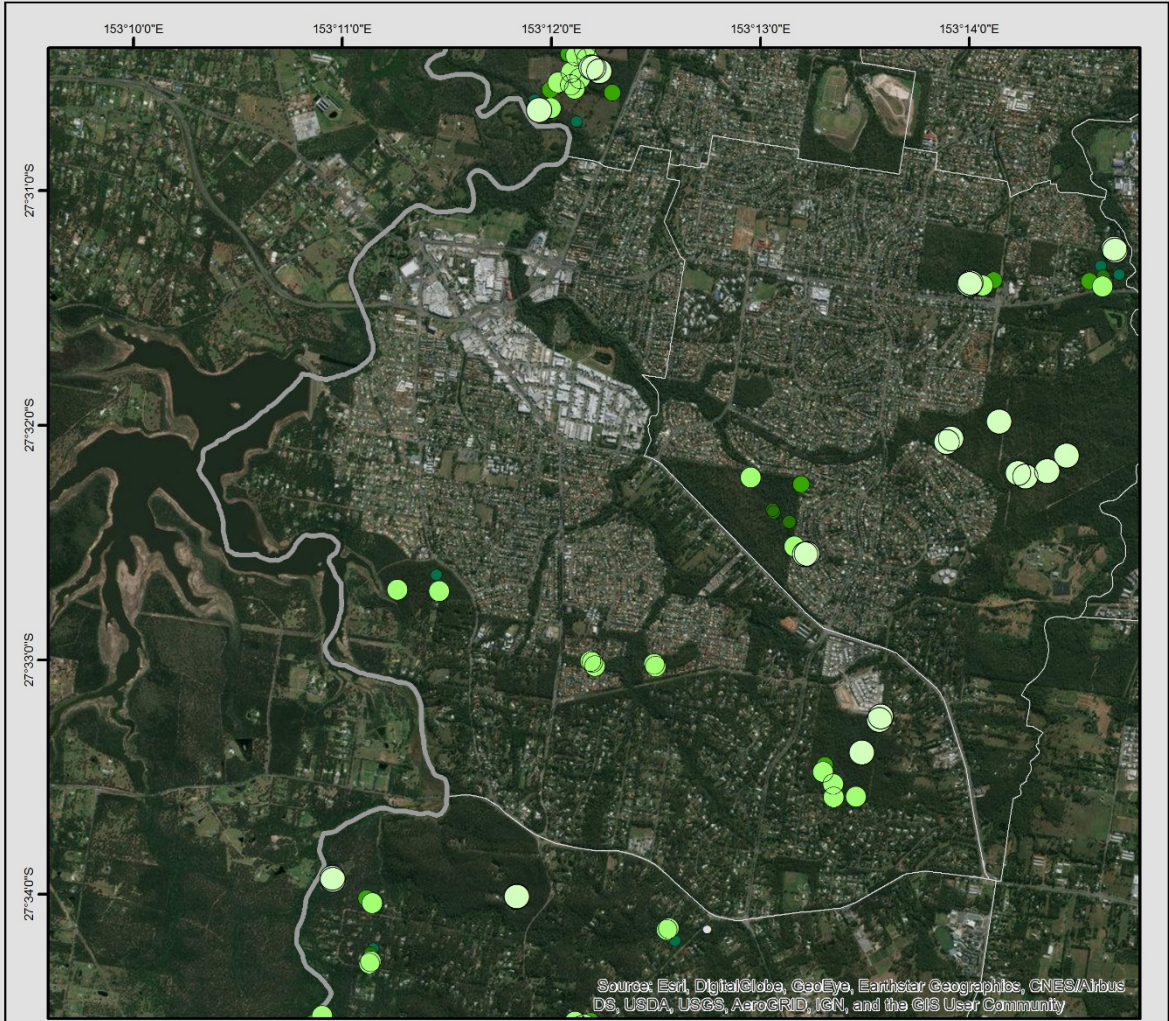 153°10'0"E 153°11'0"E 153°12'0"E 153°13'0"E 153°14'0"E
27°31'0"S
27°32'0"S
27°33'0"S
27°34'0"S
Source: Esri, DigitalGlobe, GeoEye, Earthstar Geographics, CNES/Airbus
DS, USDA, USGS, AeroGRID, IGN, and the GIS User Community